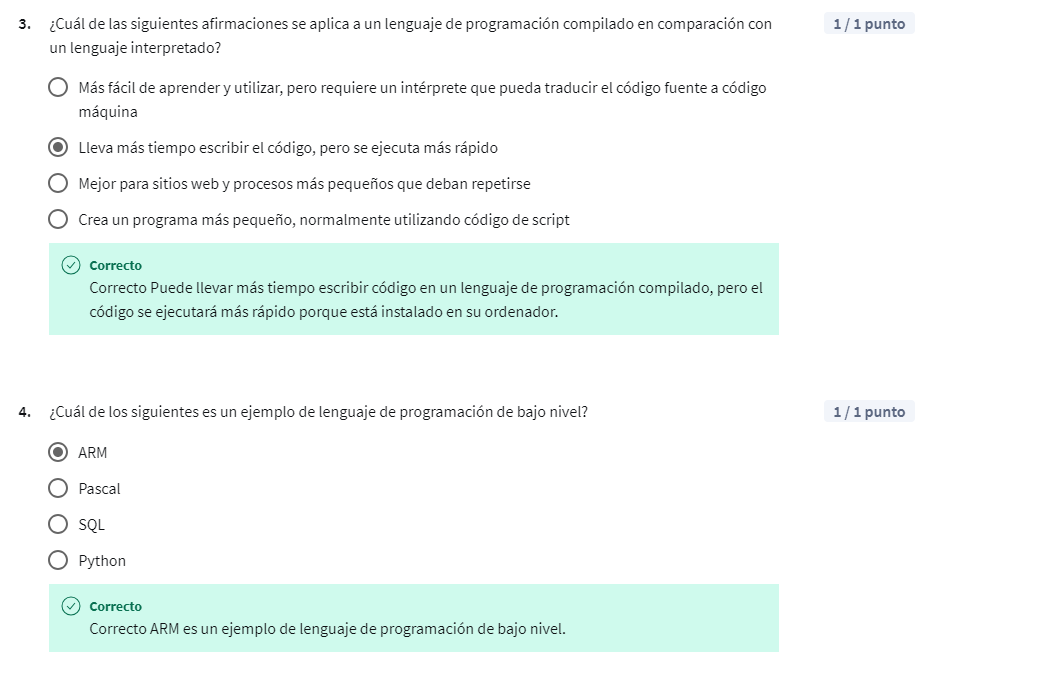 3. ¿Cuál de las siguientes afirmaciones se aplica a un lenguaje de programación compilado en comparación con
un lenguaje interpretado?
1 / 1 punto
Más fácil de aprender y utilizar, pero requiere un intérprete que pueda traducir el código fuente a código
máquina
Lleva más tiempo escribir el código, pero se ejecuta más rápido
Mejor para sitios web y procesos más pequeños que deban repetirse
Crea un programa más pequeño, normalmente utilizando código de script
Correcto
Correcto Puede llevar más tiempo escribir código en un lenguaje de programación compilado, pero el
código se ejecutará más rápido porque está instalado en su ordenador.
4. ¿Cuál de los siguientes es un ejemplo de lenguaje de programación de bajo nivel?
1 / 1 punto
ARM
Pascal
SQL
Python
Correcto
Correcto ARM es un ejemplo de lenguaje de programación de bajo nivel.